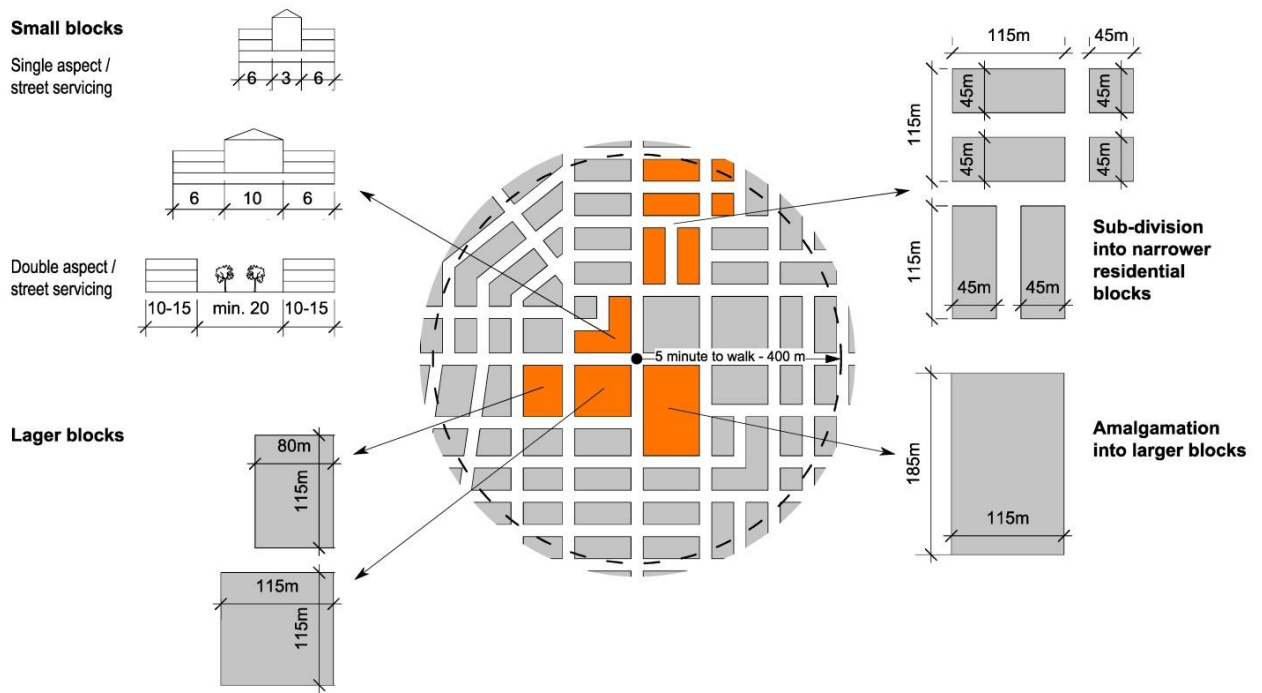 Small blocks
Single aspect /
street servicing
6 3 6
6 10 6
Double aspect /
street servicing
10-15 min. 20 10-15
Lager blocks
80m
115m
115m
115m
5 minute to walk - 400 m
115m 45m
115m
45m 45m
45m 45m
115m
45m 45m
Sub-division
into narrower
residential
blocks
185m
115m
Amalgamation
into larger blocks